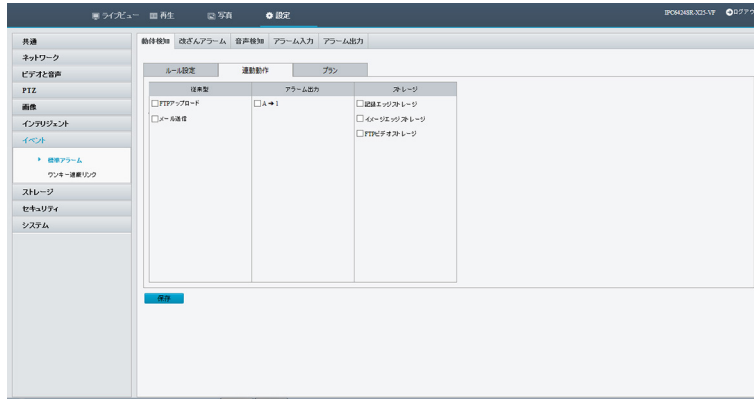 ライブビュー 再生 写真 設定 IPC6424SR-X25-VF ログアウ
共通
ネットワーク
ビデオと音声
PTZ
画像
インテリジェント
イベント
標準アラーム
ワンキー遮蔽リンク
ストレージ
セキュリティ
システム
動体検知 改ざんアラーム 音声検知 アラーム入力 アラーム出力
ルール設定 連動動作 プラン
従来型 アラーム出力 ストレージ
FTPアップロード A➜1 記録エッジストレージ
メール送信 イメージエッジストレージ
FTPビデオストレージ
保存